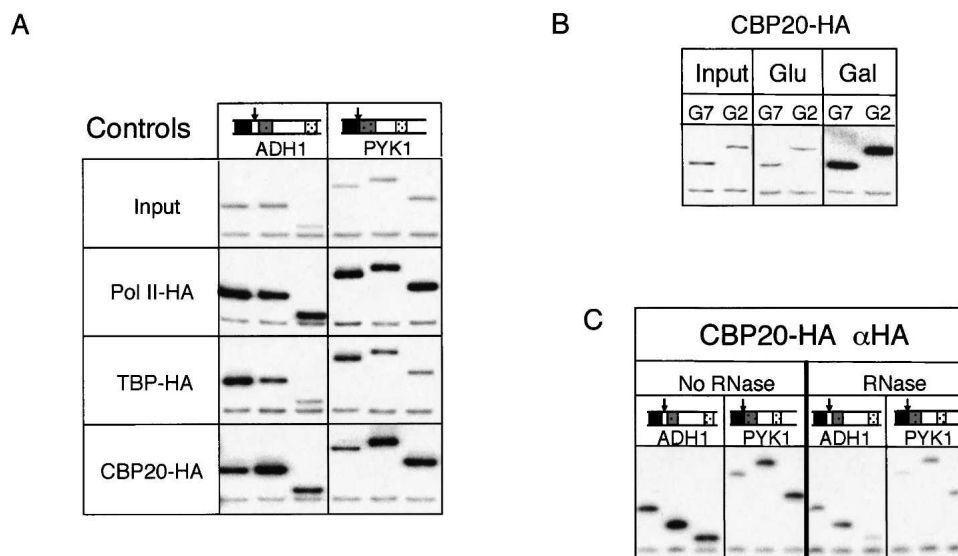 A
Controls
ADH1 PYK1
Input
Pol II-HA
TBP-HA
CBP20-HA
B
CBP20-HA
Input Glu Gal
G7 G2 G7 G2 G7 G2
C
CBP20-HA αHA
No RNase RNase
ADH1 PYK1 ADH1 PYK1